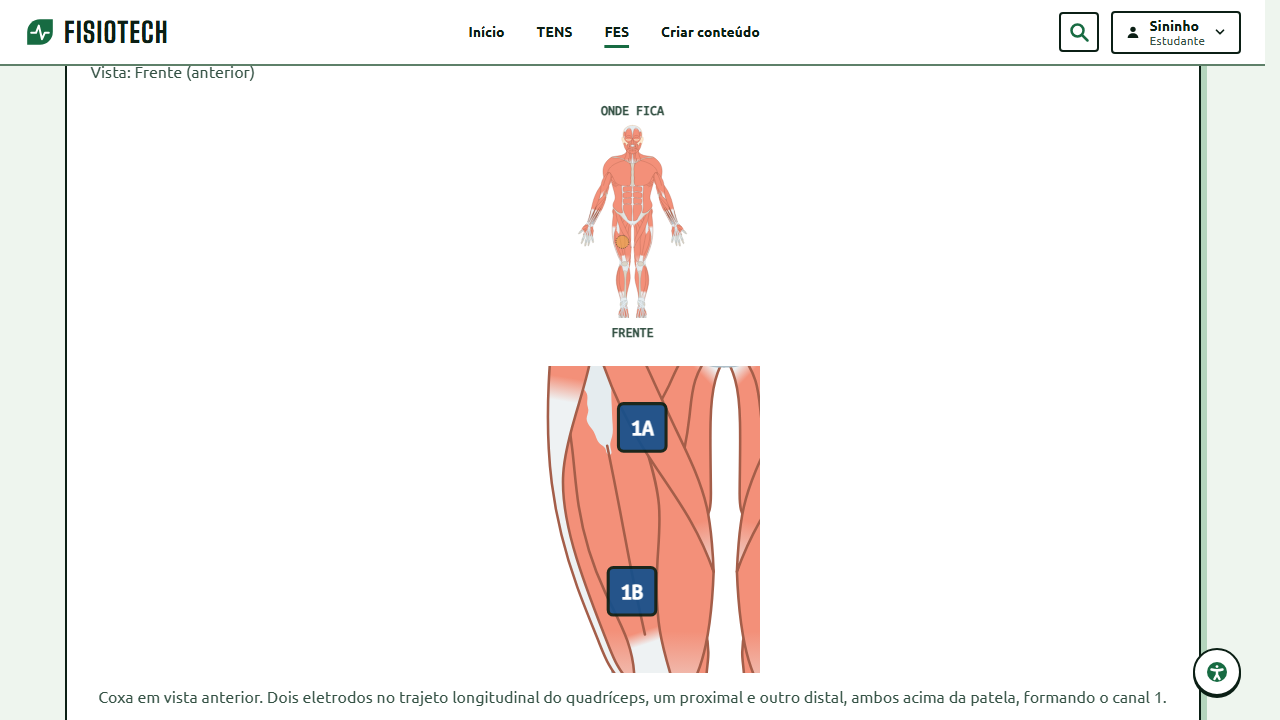 FISIOTECH
Início
TENS
FES
Criar conteúdo
Sininho
Estudante
Vista: Frente (anterior)
ONDE FICA
FRENTE
1A
1B
Coxa em vista anterior. Dois eletrodos no trajeto longitudinal do quadríceps, um proximal e outro distal, ambos acima da patela, formando o canal 1.